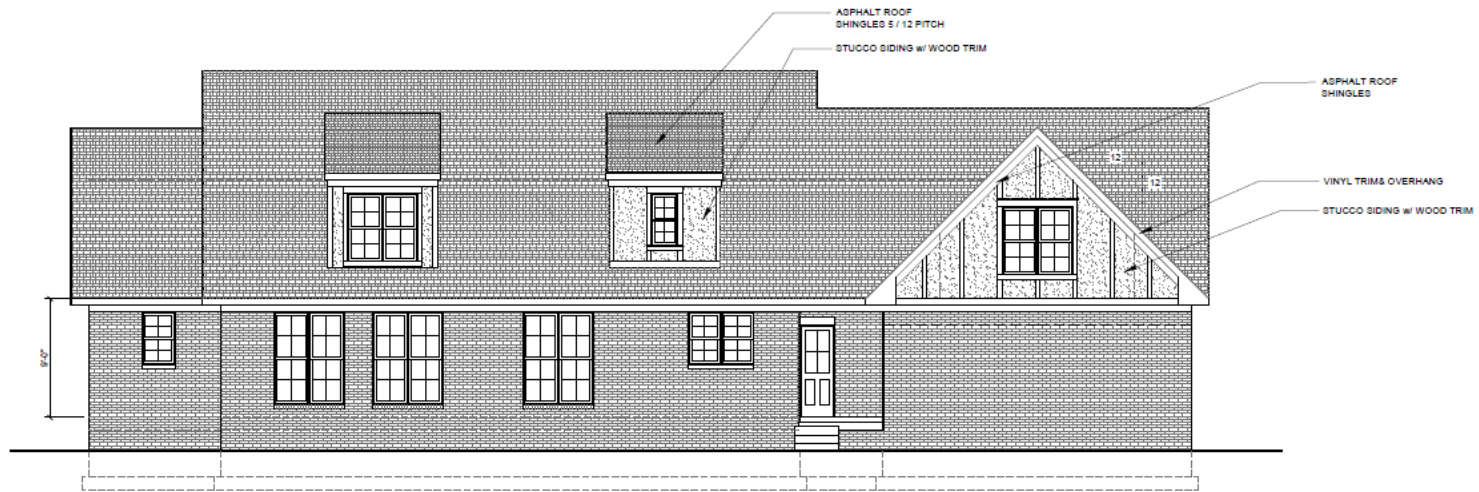 ASPHALT ROOF
SHINGLES 5 / 12 PITCH
STUCCO SIDING w/ WOOD TRIM
ASPHALT ROOF
SHINGLES
12
12
VINYL TRIM& OVERHANG
STUCCO SIDING w/ WOOD TRIM
9'-0"